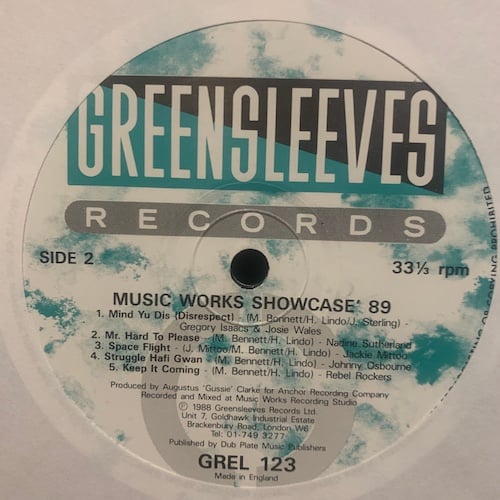 GREENSLEEVES
RECORDS
SIDE 2
33⅓ rpm
MUSIC WORKS SHOWCASE' 89
1. Mind Yu Dis (Disrespect) - (M. Bennett/H. Lindo/J. Sterling) -
Gregory Isaacs & Josie Wales
2. Mr. Hard To Please - (M. Bennett/H. Lindo) - Nadine Sutherland
3. Space Flight - (J. Mittoo/M. Bennett/H. Lindo) - Jackie Mittoo
4. Struggle Hafi Gwan - (M. Bennett/H. Lindo) - Johnny Osbourne
5. Keep It Coming - (M. Bennett/H. Lindo) - Rebel Rockers
Produced by Augustus 'Gussie' Clarke for Anchor Recording Company
Recorded and Mixed at Music Works Recording Studio
℗ 1988 Greensleeves Records Ltd.
Unit 7, Goldhawk Industrial Estate
Brackenbury Road, London W6
Tel: 01-749 3277
Published by Dub Plate Music Publishers
GREL 123
Made in England
OR COPYING PROHIBITED